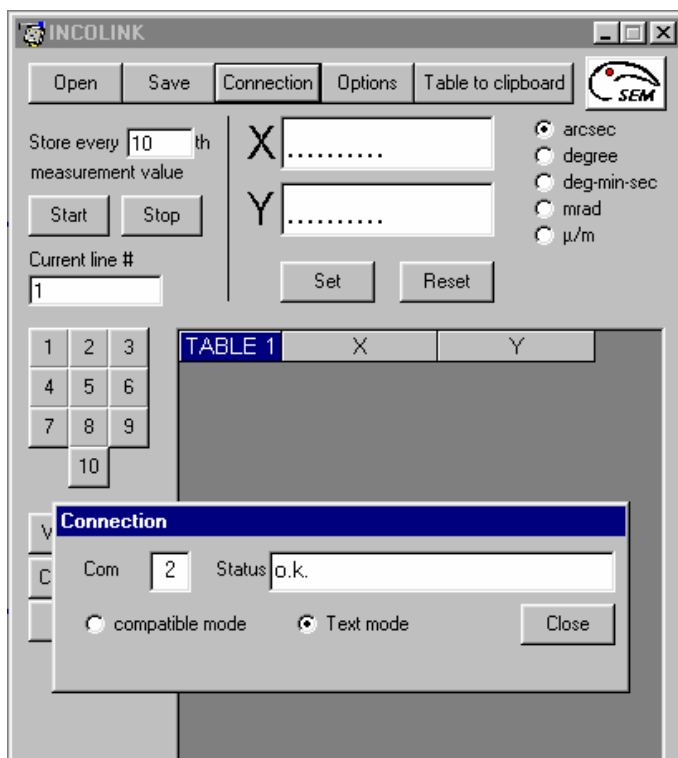 INCOLINK
Open Save Connection Options Table to clipboard SEM
Store every 10 th
measurement value
Start Stop
Current line #
1
X ..........
Y ..........
Set Reset
arcsec
degree
deg-min-sec
mrad
µ/m
1 2 3
4 5 6
7 8 9
10
TABLE 1 X Y
V
C
Connection
Com 2 Status o.k.
compatible mode Text mode Close